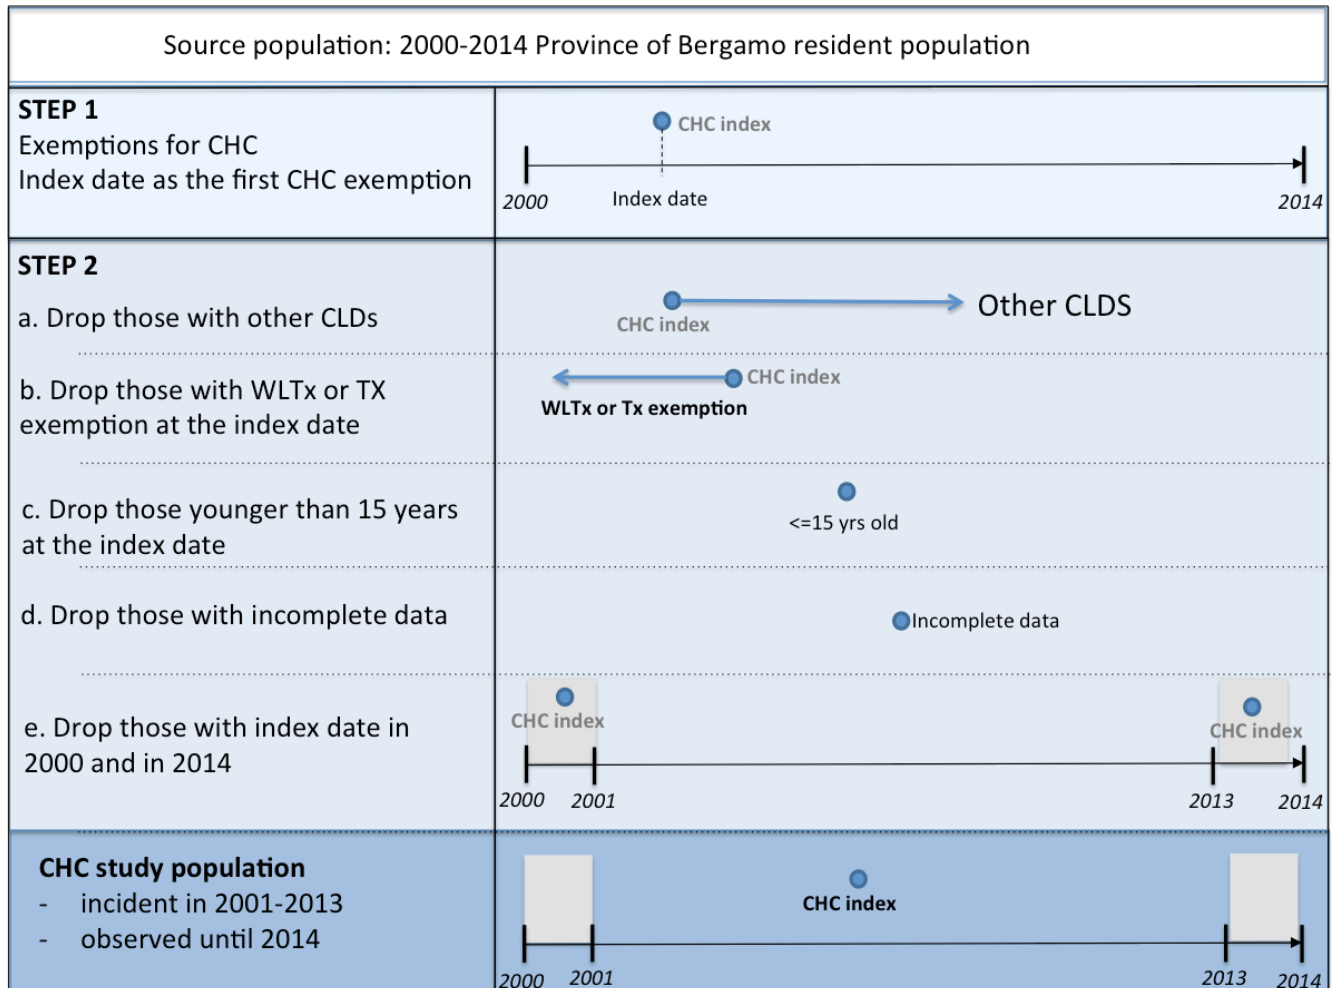 Source population: 2000-2014 Province of Bergamo resident population
STEP 1
Exemptions for CHC
Index date as the first CHC exemption
CHC index
2000
Index date
2014
STEP 2
a. Drop those with other CLDs
CHC index
Other CLDS
b. Drop those with WLTx or TX
exemption at the index date
CHC index
WLTx or Tx exemption
c. Drop those younger than 15 years
at the index date
<=15 yrs old
d. Drop those with incomplete data
Incomplete data
e. Drop those with index date in
2000 and in 2014
CHC index
CHC index
2000
2001
2013
2014
CHC study population
- incident in 2001-2013
- observed until 2014
CHC index
2000
2001
2013
2014